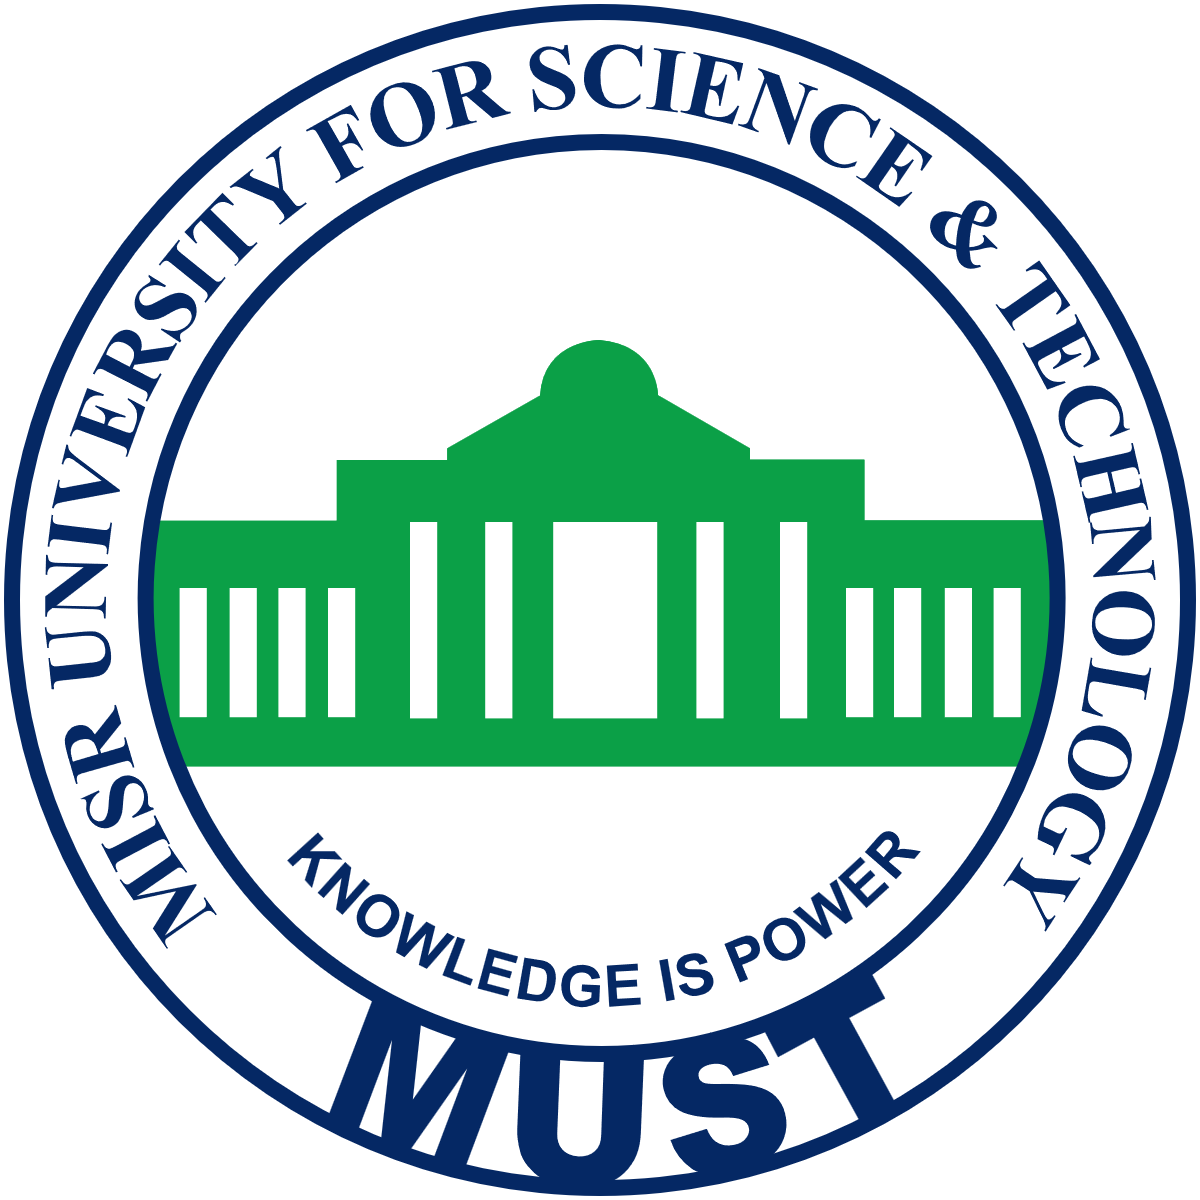 MISR UNIVERSITY FOR SCIENCE & TECHNOLOGY
KNOWLEDGE IS POWER
MUST